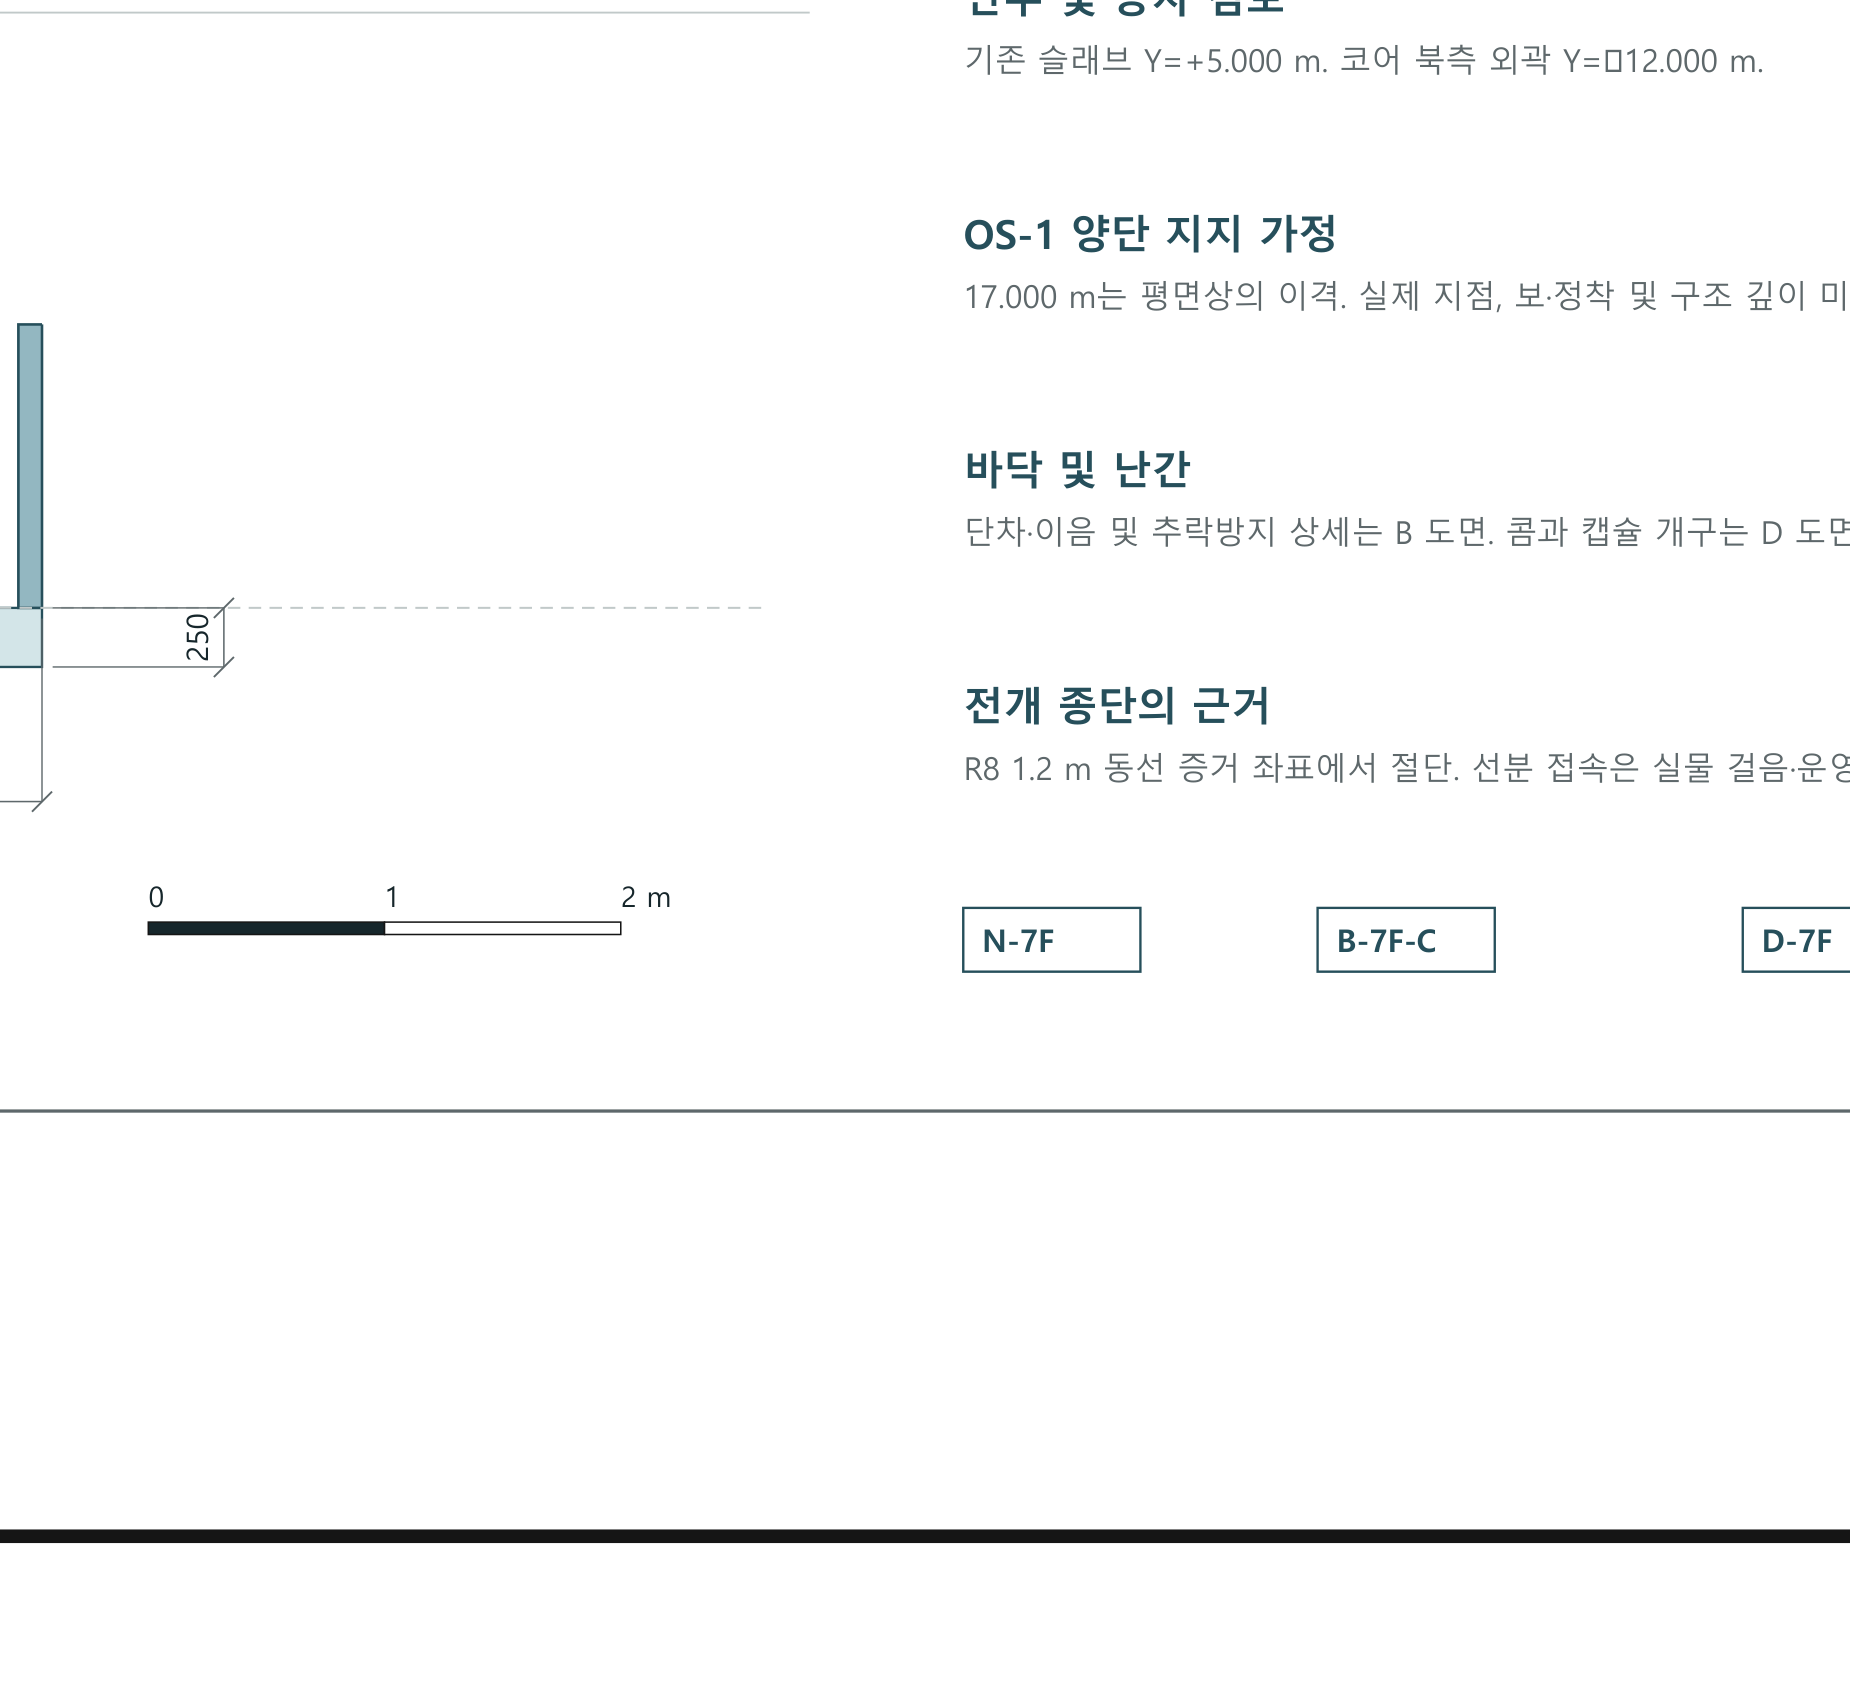 기존 슬래브 Y=+5.000 m. 코어 북측 외곽 Y=□12.000 m.
OS-1 양단 지지 가정
17.000 m는 평면상의 이격. 실제 지점, 보·정착 및 구조 깊이 미
바닥 및 난간
단차·이음 및 추락방지 상세는 B 도면. 콤과 캡슐 개구는 D 도면
250
전개 종단의 근거
R8 1.2 m 동선 증거 좌표에서 절단. 선분 접속은 실물 걸음·운영
0 1 2 m
N-7F B-7F-C D-7F